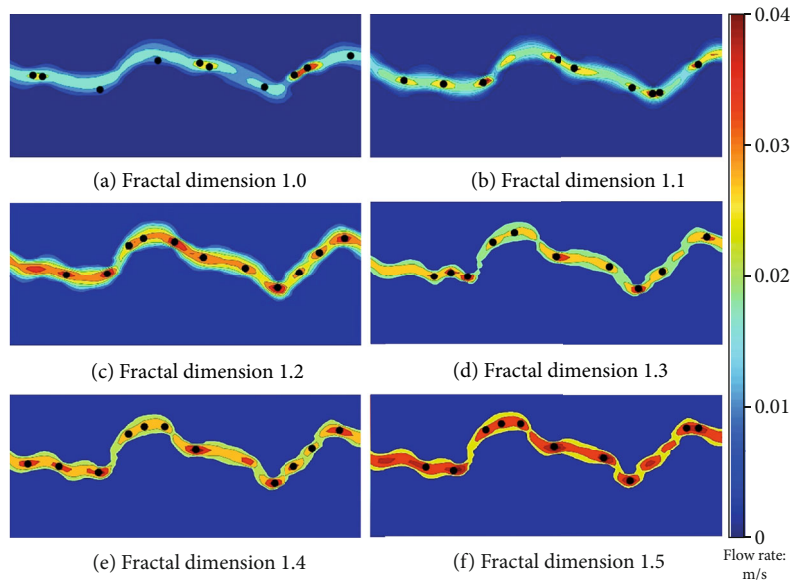 (a) Fractal dimension 1.0
(b) Fractal dimension 1.1
(c) Fractal dimension 1.2
(d) Fractal dimension 1.3
(e) Fractal dimension 1.4
(f) Fractal dimension 1.5
0.04
0.03
0.02
0.01
0
Flow rate:
m/s